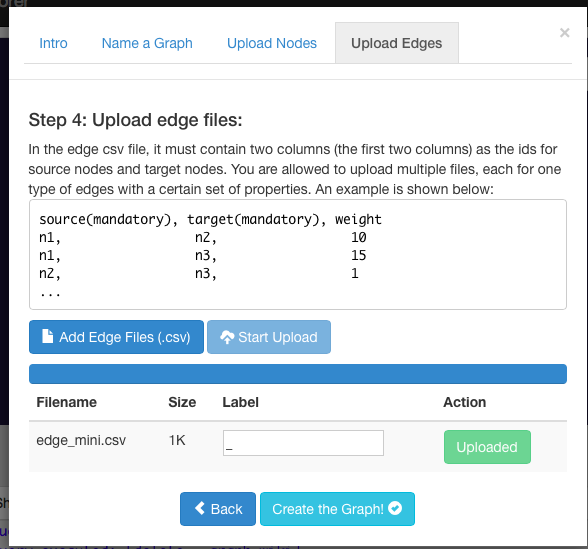 Intro Name a Graph Upload Nodes Upload Edges ×
Step 4: Upload edge files:
In the edge csv file, it must contain two columns (the first two columns) as the ids for
source nodes and target nodes. You are allowed to upload multiple files, each for one
type of edges with a certain set of properties. An example is shown below:
source(mandatory), target(mandatory), weight
n1, n2, 10
n1, n3, 15
n2, n3, 1
...
Add Edge Files (.csv) Start Upload
Filename Size Label Action
edge_mini.csv 1K _ Uploaded
Back Create the Graph!